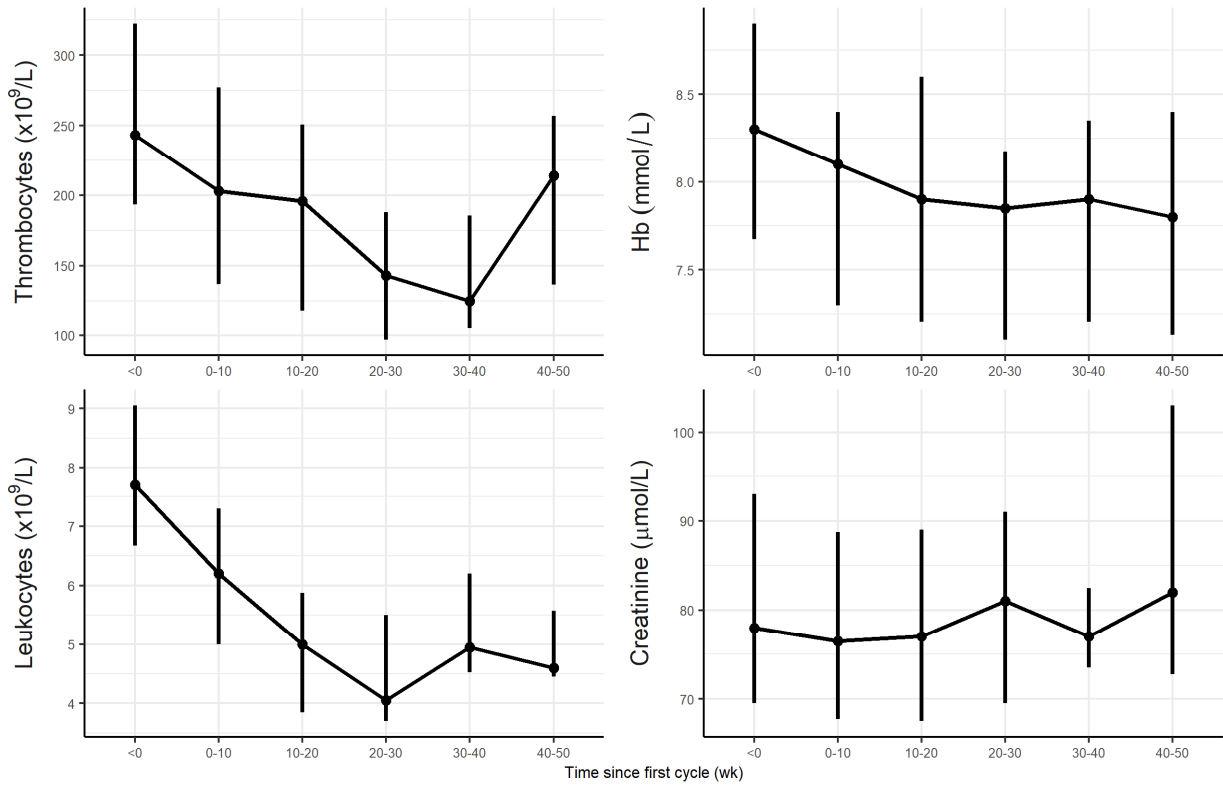 Thrombocytes (x10⁹/L)
300
250
200
150
100
<0 0-10 10-20 20-30 30-40 40-50
Hb (mmol/L)
8.5
8.0
7.5
<0 0-10 10-20 20-30 30-40 40-50
Leukocytes (x10⁹/L)
9
8
7
6
5
4
<0 0-10 10-20 20-30 30-40 40-50
Creatinine (μmol/L)
100
90
80
70
<0 0-10 10-20 20-30 30-40 40-50
Time since first cycle (wk)